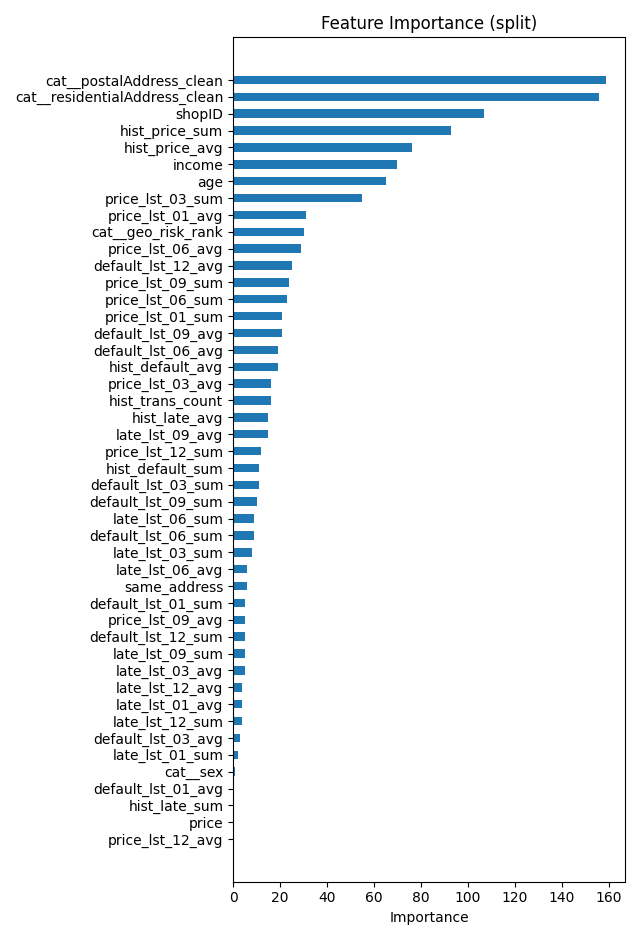 Feature Importance (split)
cat__postalAddress_clean
cat__residentialAddress_clean
shopID
hist_price_sum
hist_price_avg
income
age
price_lst_03_sum
price_lst_01_avg
cat__geo_risk_rank
price_lst_06_avg
default_lst_12_avg
price_lst_09_sum
price_lst_06_sum
price_lst_01_sum
default_lst_09_avg
default_lst_06_avg
hist_default_avg
price_lst_03_avg
hist_trans_count
hist_late_avg
late_lst_09_avg
price_lst_12_sum
hist_default_sum
default_lst_03_sum
default_lst_09_sum
late_lst_06_sum
default_lst_06_sum
late_lst_03_sum
late_lst_06_avg
same_address
default_lst_01_sum
price_lst_09_avg
default_lst_12_sum
late_lst_09_sum
late_lst_03_avg
late_lst_12_avg
late_lst_01_avg
late_lst_12_sum
default_lst_03_avg
late_lst_01_sum
cat__sex
default_lst_01_avg
hist_late_sum
price
price_lst_12_avg
0 20 40 60 80 100 120 140 160
Importance